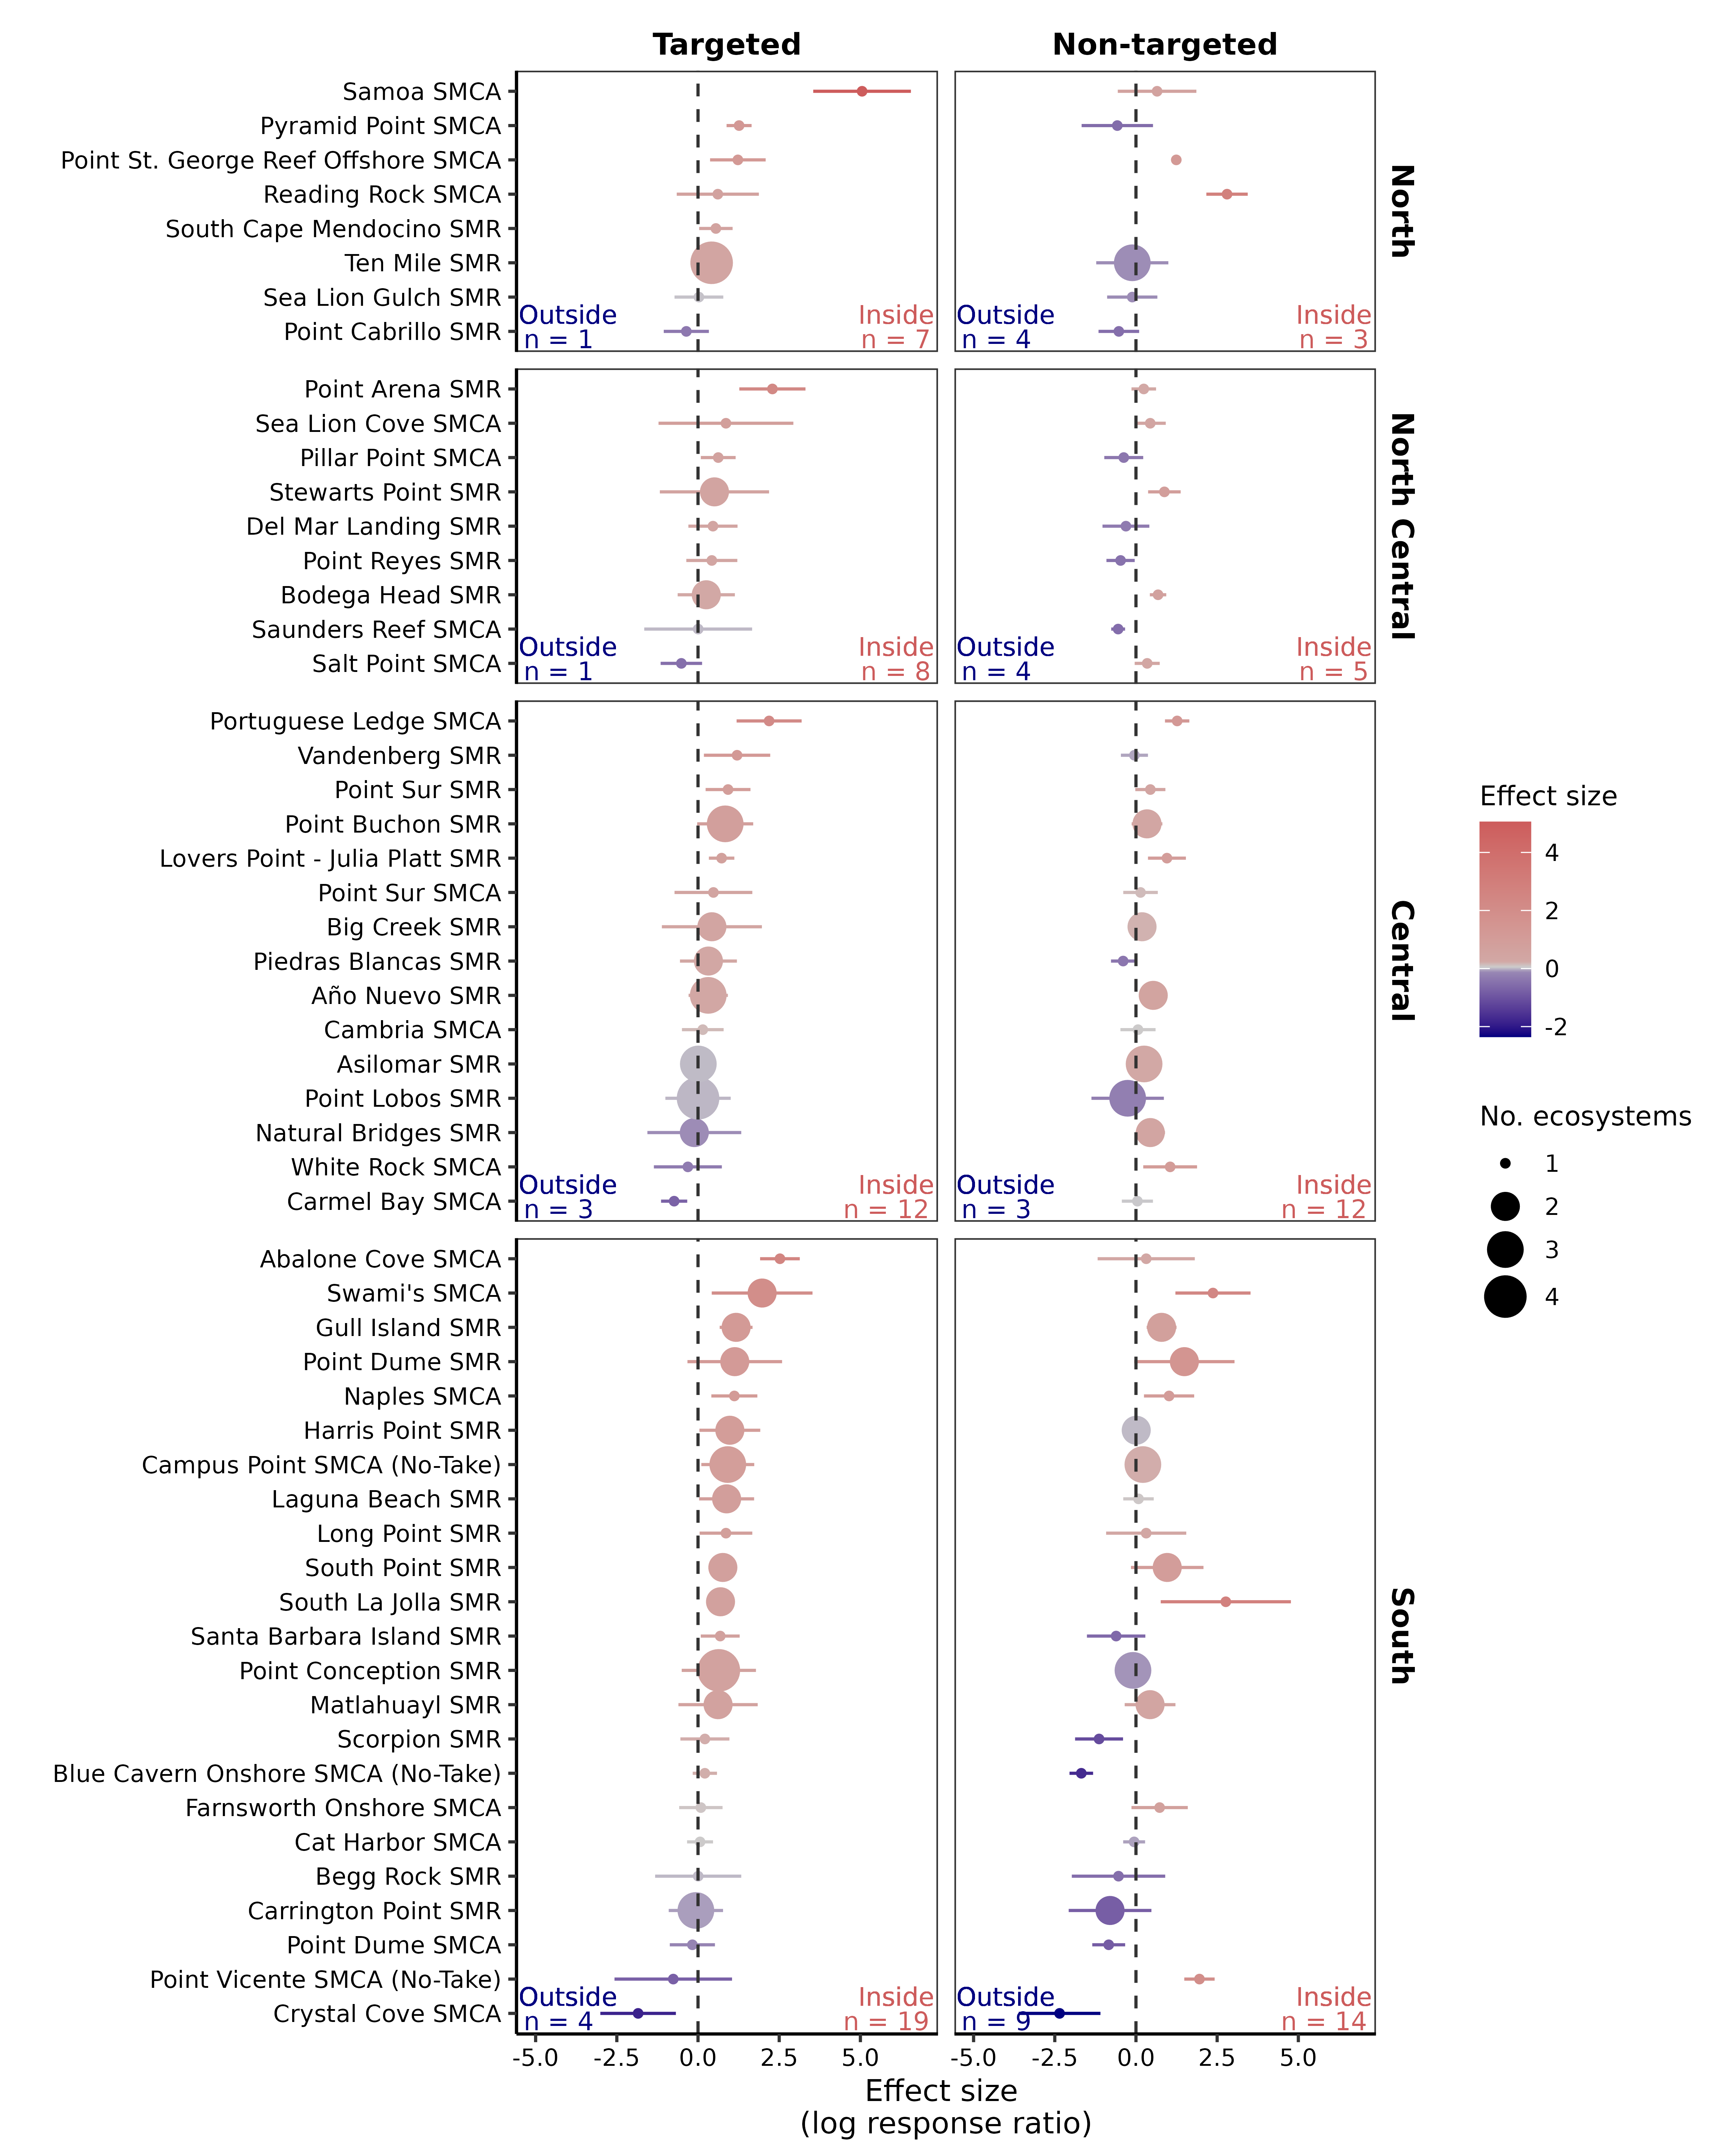 Targeted
Non-targeted
Samoa SMCA
Pyramid Point SMCA
Point St. George Reef Offshore SMCA
Reading Rock SMCA
South Cape Mendocino SMR
Ten Mile SMR
Sea Lion Gulch SMR
Point Cabrillo SMR
Outside
n = 1
Inside
n = 7
Outside
n = 4
Inside
n = 3
North
Point Arena SMR
Sea Lion Cove SMCA
Pillar Point SMCA
Stewarts Point SMR
Del Mar Landing SMR
Point Reyes SMR
Bodega Head SMR
Saunders Reef SMCA
Salt Point SMCA
Outside
n = 1
Inside
n = 8
Outside
n = 4
Inside
n = 5
North Central
Portuguese Ledge SMCA
Vandenberg SMR
Point Sur SMR
Point Buchon SMR
Lovers Point - Julia Platt SMR
Point Sur SMCA
Big Creek SMR
Piedras Blancas SMR
Año Nuevo SMR
Cambria SMCA
Asilomar SMR
Point Lobos SMR
Natural Bridges SMR
White Rock SMCA
Carmel Bay SMCA
Outside
n = 3
Inside
n = 12
Outside
n = 3
Inside
n = 12
Central
Abalone Cove SMCA
Swami's SMCA
Gull Island SMR
Point Dume SMR
Naples SMCA
Harris Point SMR
Campus Point SMCA (No-Take)
Laguna Beach SMR
Long Point SMR
South Point SMR
South La Jolla SMR
Santa Barbara Island SMR
Point Conception SMR
Matlahuayl SMR
Scorpion SMR
Blue Cavern Onshore SMCA (No-Take)
Farnsworth Onshore SMCA
Cat Harbor SMCA
Begg Rock SMR
Carrington Point SMR
Point Dume SMCA
Point Vicente SMCA (No-Take)
Crystal Cove SMCA
Outside
n = 4
Inside
n = 19
Outside
n = 9
Inside
n = 14
South
-5.0 -2.5 0.0 2.5 5.0
-5.0 -2.5 0.0 2.5 5.0
Effect size
(log response ratio)
Effect size
4
2
0
-2
No. ecosystems
1
2
3
4